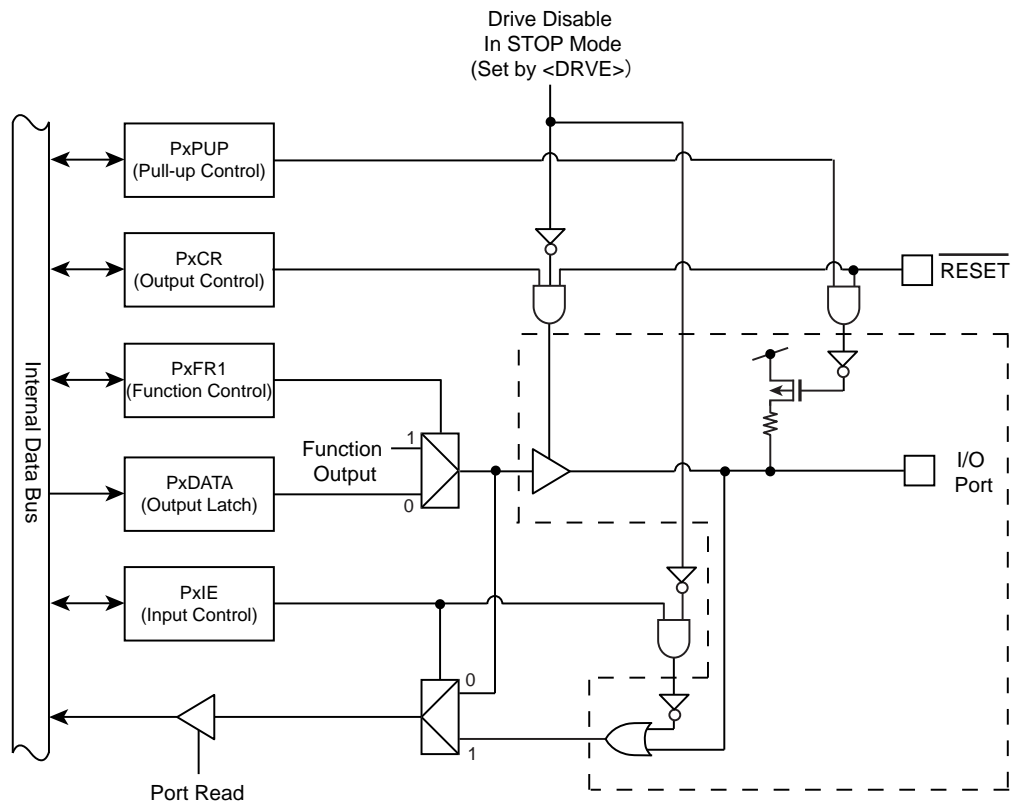 Drive Disable
In STOP Mode
(Set by <DRVE>)
PxPUP
(Pull-up Control)
PxCR
(Output Control)
RESET
PxFR1
(Function Control)
Internal Data Bus
1
Function
Output
PxDATA
(Output Latch)
0
I/O
Port
PxIE
(Input Control)
0
1
Port Read